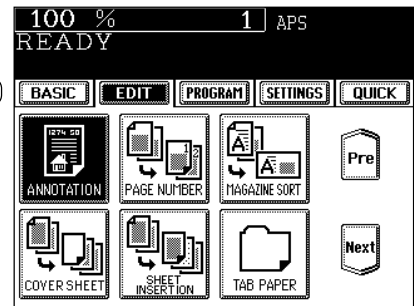 100 % 1 APS
READY
BASIC EDIT PROGRAM SETTINGS QUICK
ANNOTATION PAGE NUMBER MAGAZINE SORT Pre
COVER SHEET SHEET INSERTION TAB PAPER Next